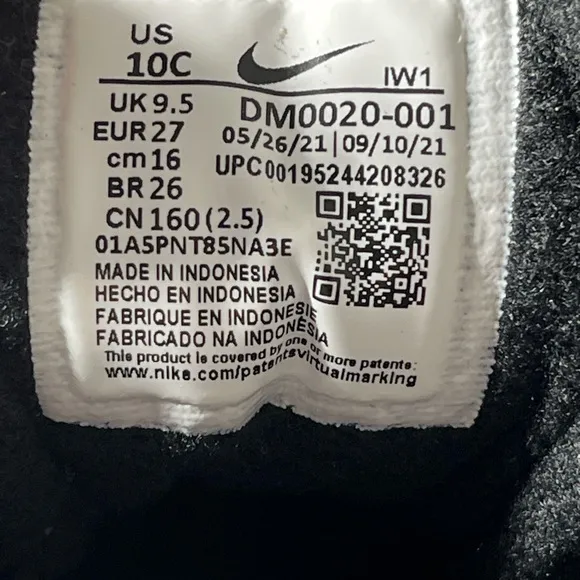 US
10C
IW1
UK 9.5
DM0020-001
EUR 27
05/26/21 | 09/10/21
cm 16
UPC00195244208326
BR 26
CN 160 (2.5)
01A5PNT85NA3E
MADE IN INDONESIA
HECHO EN INDONESIA
FABRIQUE EN INDONESIE
FABRICADO NA INDONÉSIA
This product is covered by one or more patents:
www.nike.com/patentsvirtualmarking